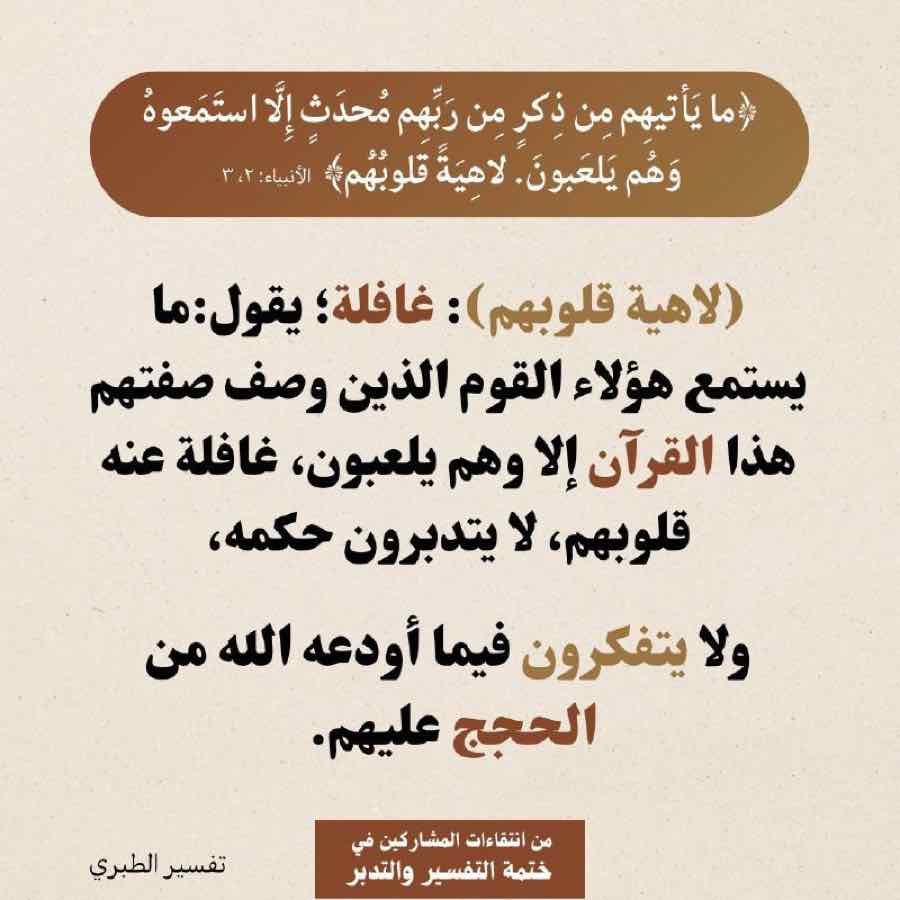 ﴿ما يَأتيهِم مِن ذِكرٍ مِن رَبِّهِم مُحدَثٍ إِلَّا استَمَعوهُ
وَهُم يَلعَبونَ. لاهِيَةً قُلوبُهُم﴾ الأنبياء: ٢، ٣
(لاهية قلوبهم): غافلة؛ يقول:ما
يستمع هؤلاء القوم الذين وصف صفتهم
هذا القرآن إلا وهم يلعبون، غافلة عنه
قلوبهم، لا يتدبرون حكمه،
ولا يتفكرون فيما أودعه الله من
الحجج عليهم.
من انتقاءات المشاركين في
ختمة التفسير والتدبر
تفسير الطبري